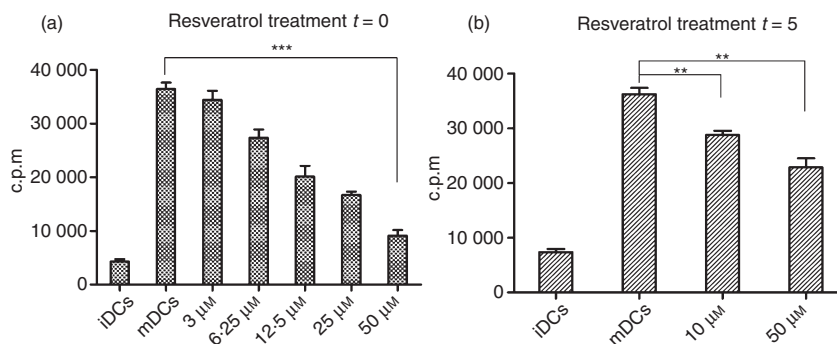 (a)
Resveratrol treatment t = 0
***
40 000
30 000
20 000
10 000
0
c.p.m
iDCs
mDCs
3 μM
6·25 μM
12·5 μM
25 μM
50 μM
(b)
Resveratrol treatment t = 5
**
**
40 000
30 000
20 000
10 000
0
c.p.m
iDCs
mDCs
10 μM
50 μM